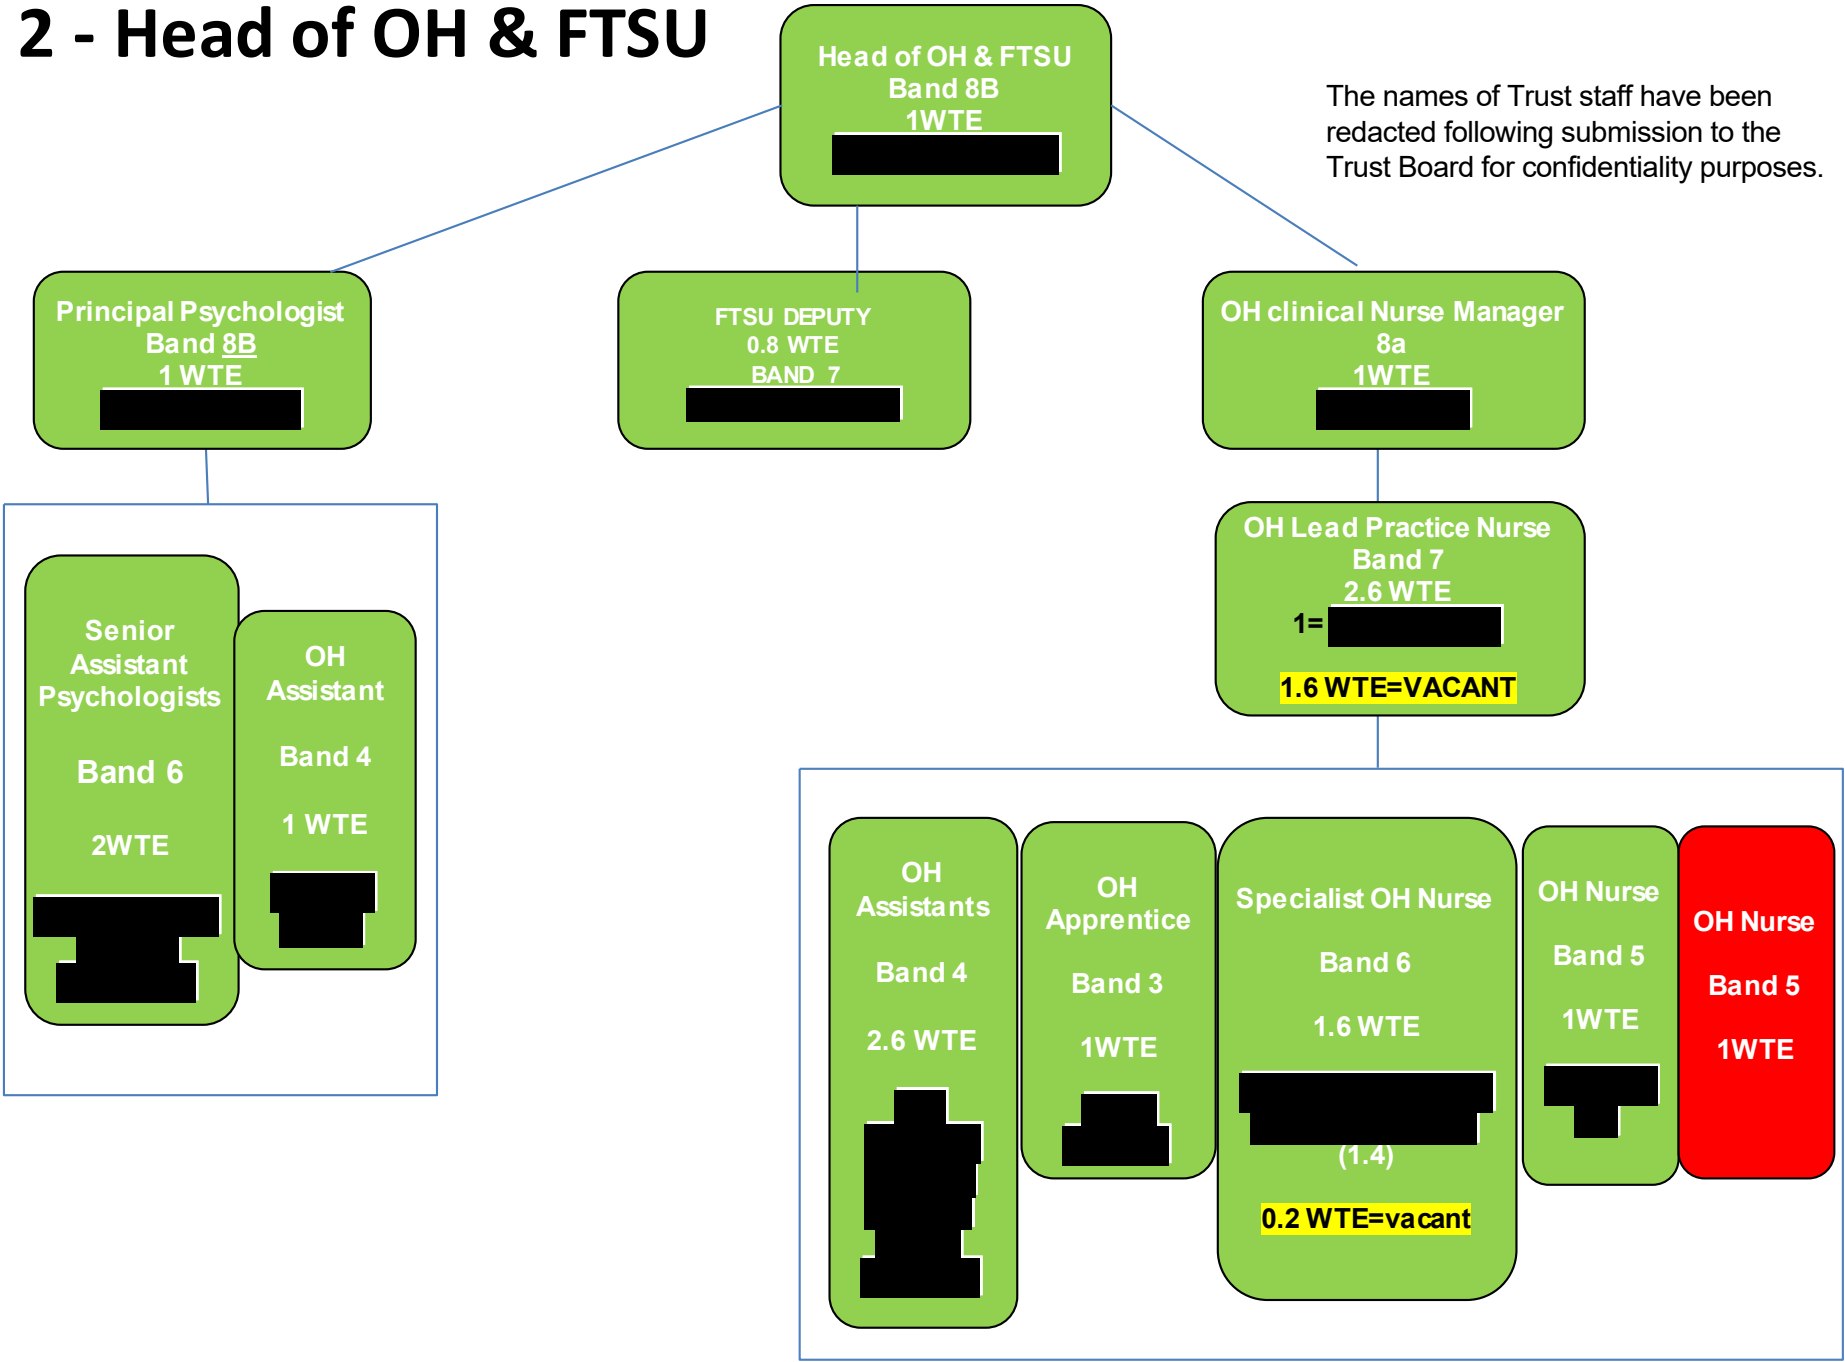 2 - Head of OH & FTSU
Head of OH & FTSU
Band 8B
1WTE
The names of Trust staff have been
redacted following submission to the
Trust Board for confidentiality purposes.
Principal Psychologist
Band 8B
1 WTE
FTSU DEPUTY
0.8 WTE
BAND 7
OH clinical Nurse Manager
8a
1WTE
OH Lead Practice Nurse
Band 7
2.6 WTE
1=
1.6 WTE=VACANT
Senior
Assistant
Psychologists
Band 6
2WTE
OH
Assistant
Band 4
1 WTE
OH
Assistants
Band 4
2.6 WTE
OH
Apprentice
Band 3
1WTE
Specialist OH Nurse
Band 6
1.6 WTE
(1.4)
0.2 WTE=vacant
OH Nurse
Band 5
1WTE
OH Nurse
Band 5
1WTE